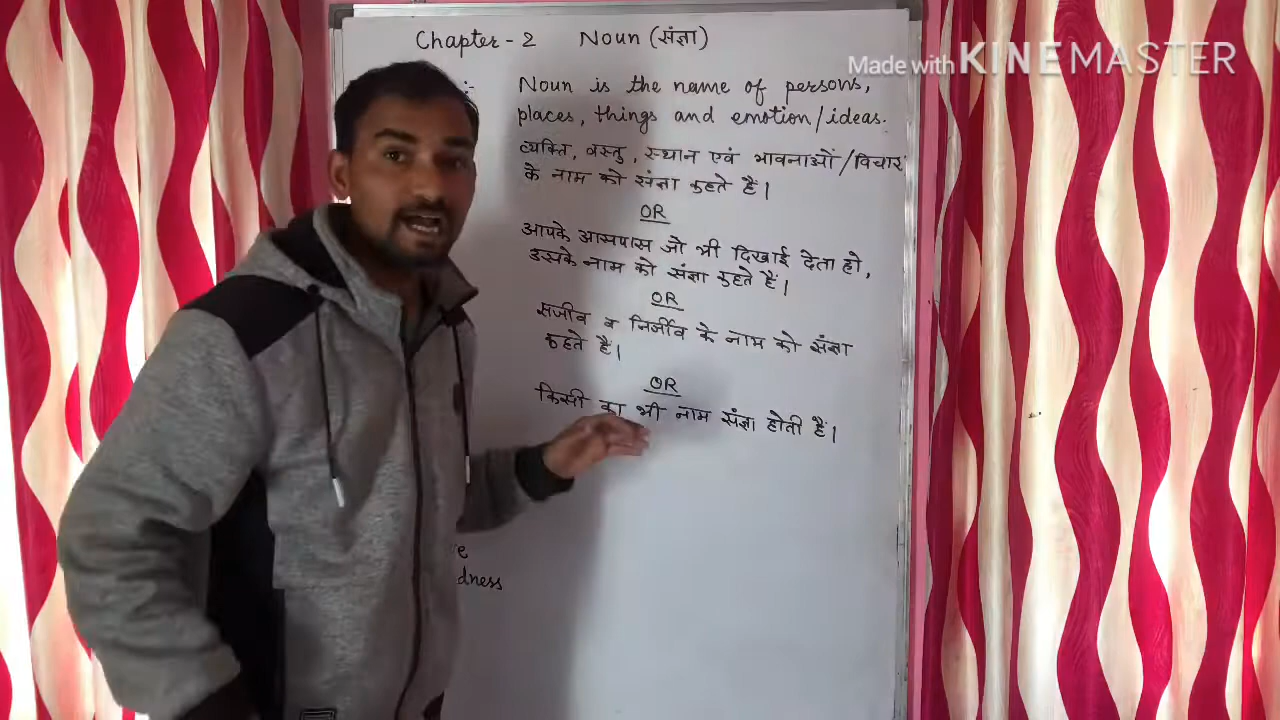 Chapter - 2 Noun (संज्ञा)
Made with KINEMASTER
:- Noun is the name of persons,
places, things and emotion/ideas.
व्यक्ति, वस्तु, स्थान एवं भावनाओं/विचार
के नाम को संज्ञा कहते हैं।
OR
आपके आसपास जो भी दिखाई देता हो,
उसके नाम को संज्ञा कहते हैं।
OR
सजीव व निर्जीव के नाम को संज्ञा
कहते है।
OR
किसी का भी नाम संज्ञा होती है।
dness